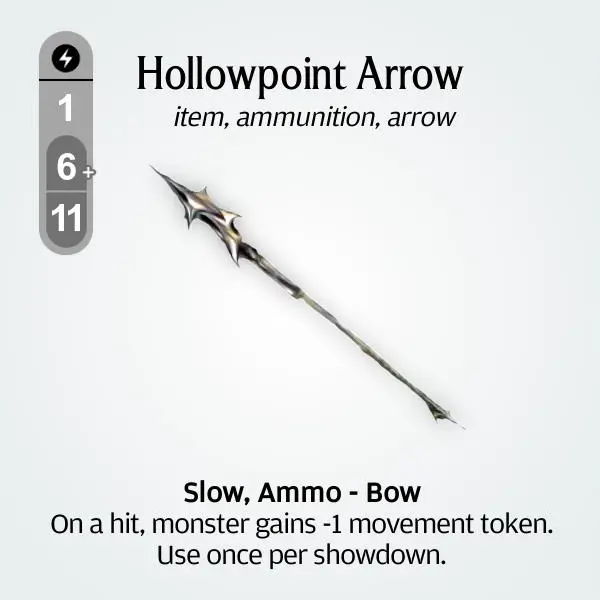 Hollowpoint Arrow
item, ammunition, arrow
1
6+
11
Slow, Ammo - Bow
On a hit, monster gains -1 movement token.
Use once per showdown.